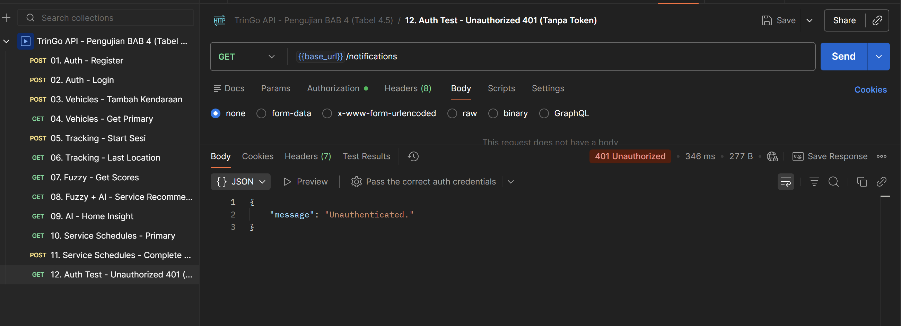 Search collections
TrinGo API - Pengujian BAB 4 (Tabel ...
POST 01. Auth - Register
POST 02. Auth - Login
POST 03. Vehicles - Tambah Kendaraan
GET 04. Vehicles - Get Primary
POST 05. Tracking - Start Sesi
GET 06. Tracking - Last Location
GET 07. Fuzzy - Get Scores
GET 08. Fuzzy + AI - Service Recomme...
GET 09. AI - Home Insight
GET 10. Service Schedules - Primary
POST 11. Service Schedules - Complete ...
GET 12. Auth Test - Unauthorized 401 (...
HTTP TrinGo API - Pengujian BAB 4 (Tabel 4.5) / 12. Auth Test - Unauthorized 401 (Tanpa Token)
Save Share
GET {{base_url}} /notifications Send
Docs Params Authorization Headers (8) Body Scripts Settings Cookies
none form-data x-www-form-urlencoded raw binary GraphQL
This request does not have a body
Body Cookies Headers (7) Test Results 401 Unauthorized • 346 ms • 277 B Save Response
{} JSON Preview Pass the correct auth credentials
1 {
2 "message": "Unauthenticated."
3 }